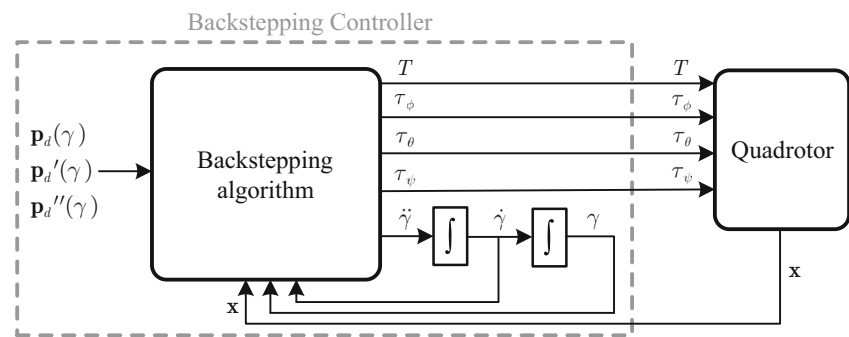 Backstepping Controller
T T
τ_ϕ τ_ϕ
p_d(γ)
p_d′(γ)
p_d″(γ)
Backstepping
algorithm
τ_θ τ_θ
Quadrotor
τ_ψ τ_ψ
γ̈ ∫ γ̇ ∫ γ
x
x